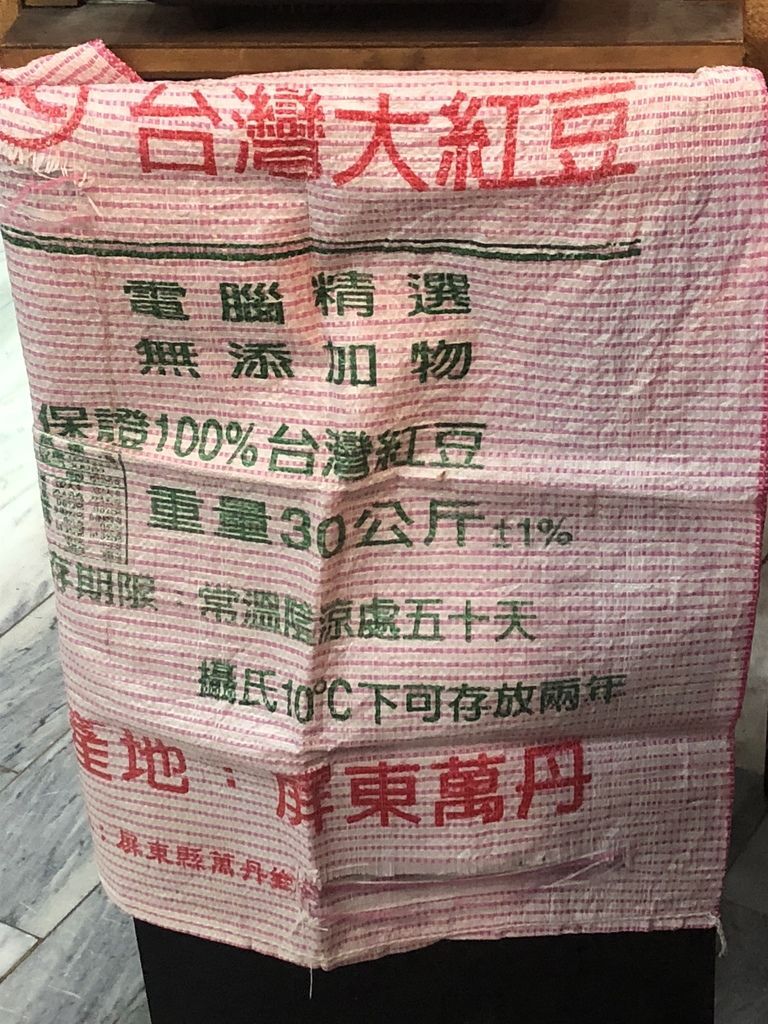 台灣大紅豆
電腦精選
無添加物
保證100%台灣紅豆
重量30公斤±1%
存期限：常溫陰涼處五十天
攝氏10°C下可存放兩年
產地：屏東萬丹
：屏東縣萬丹